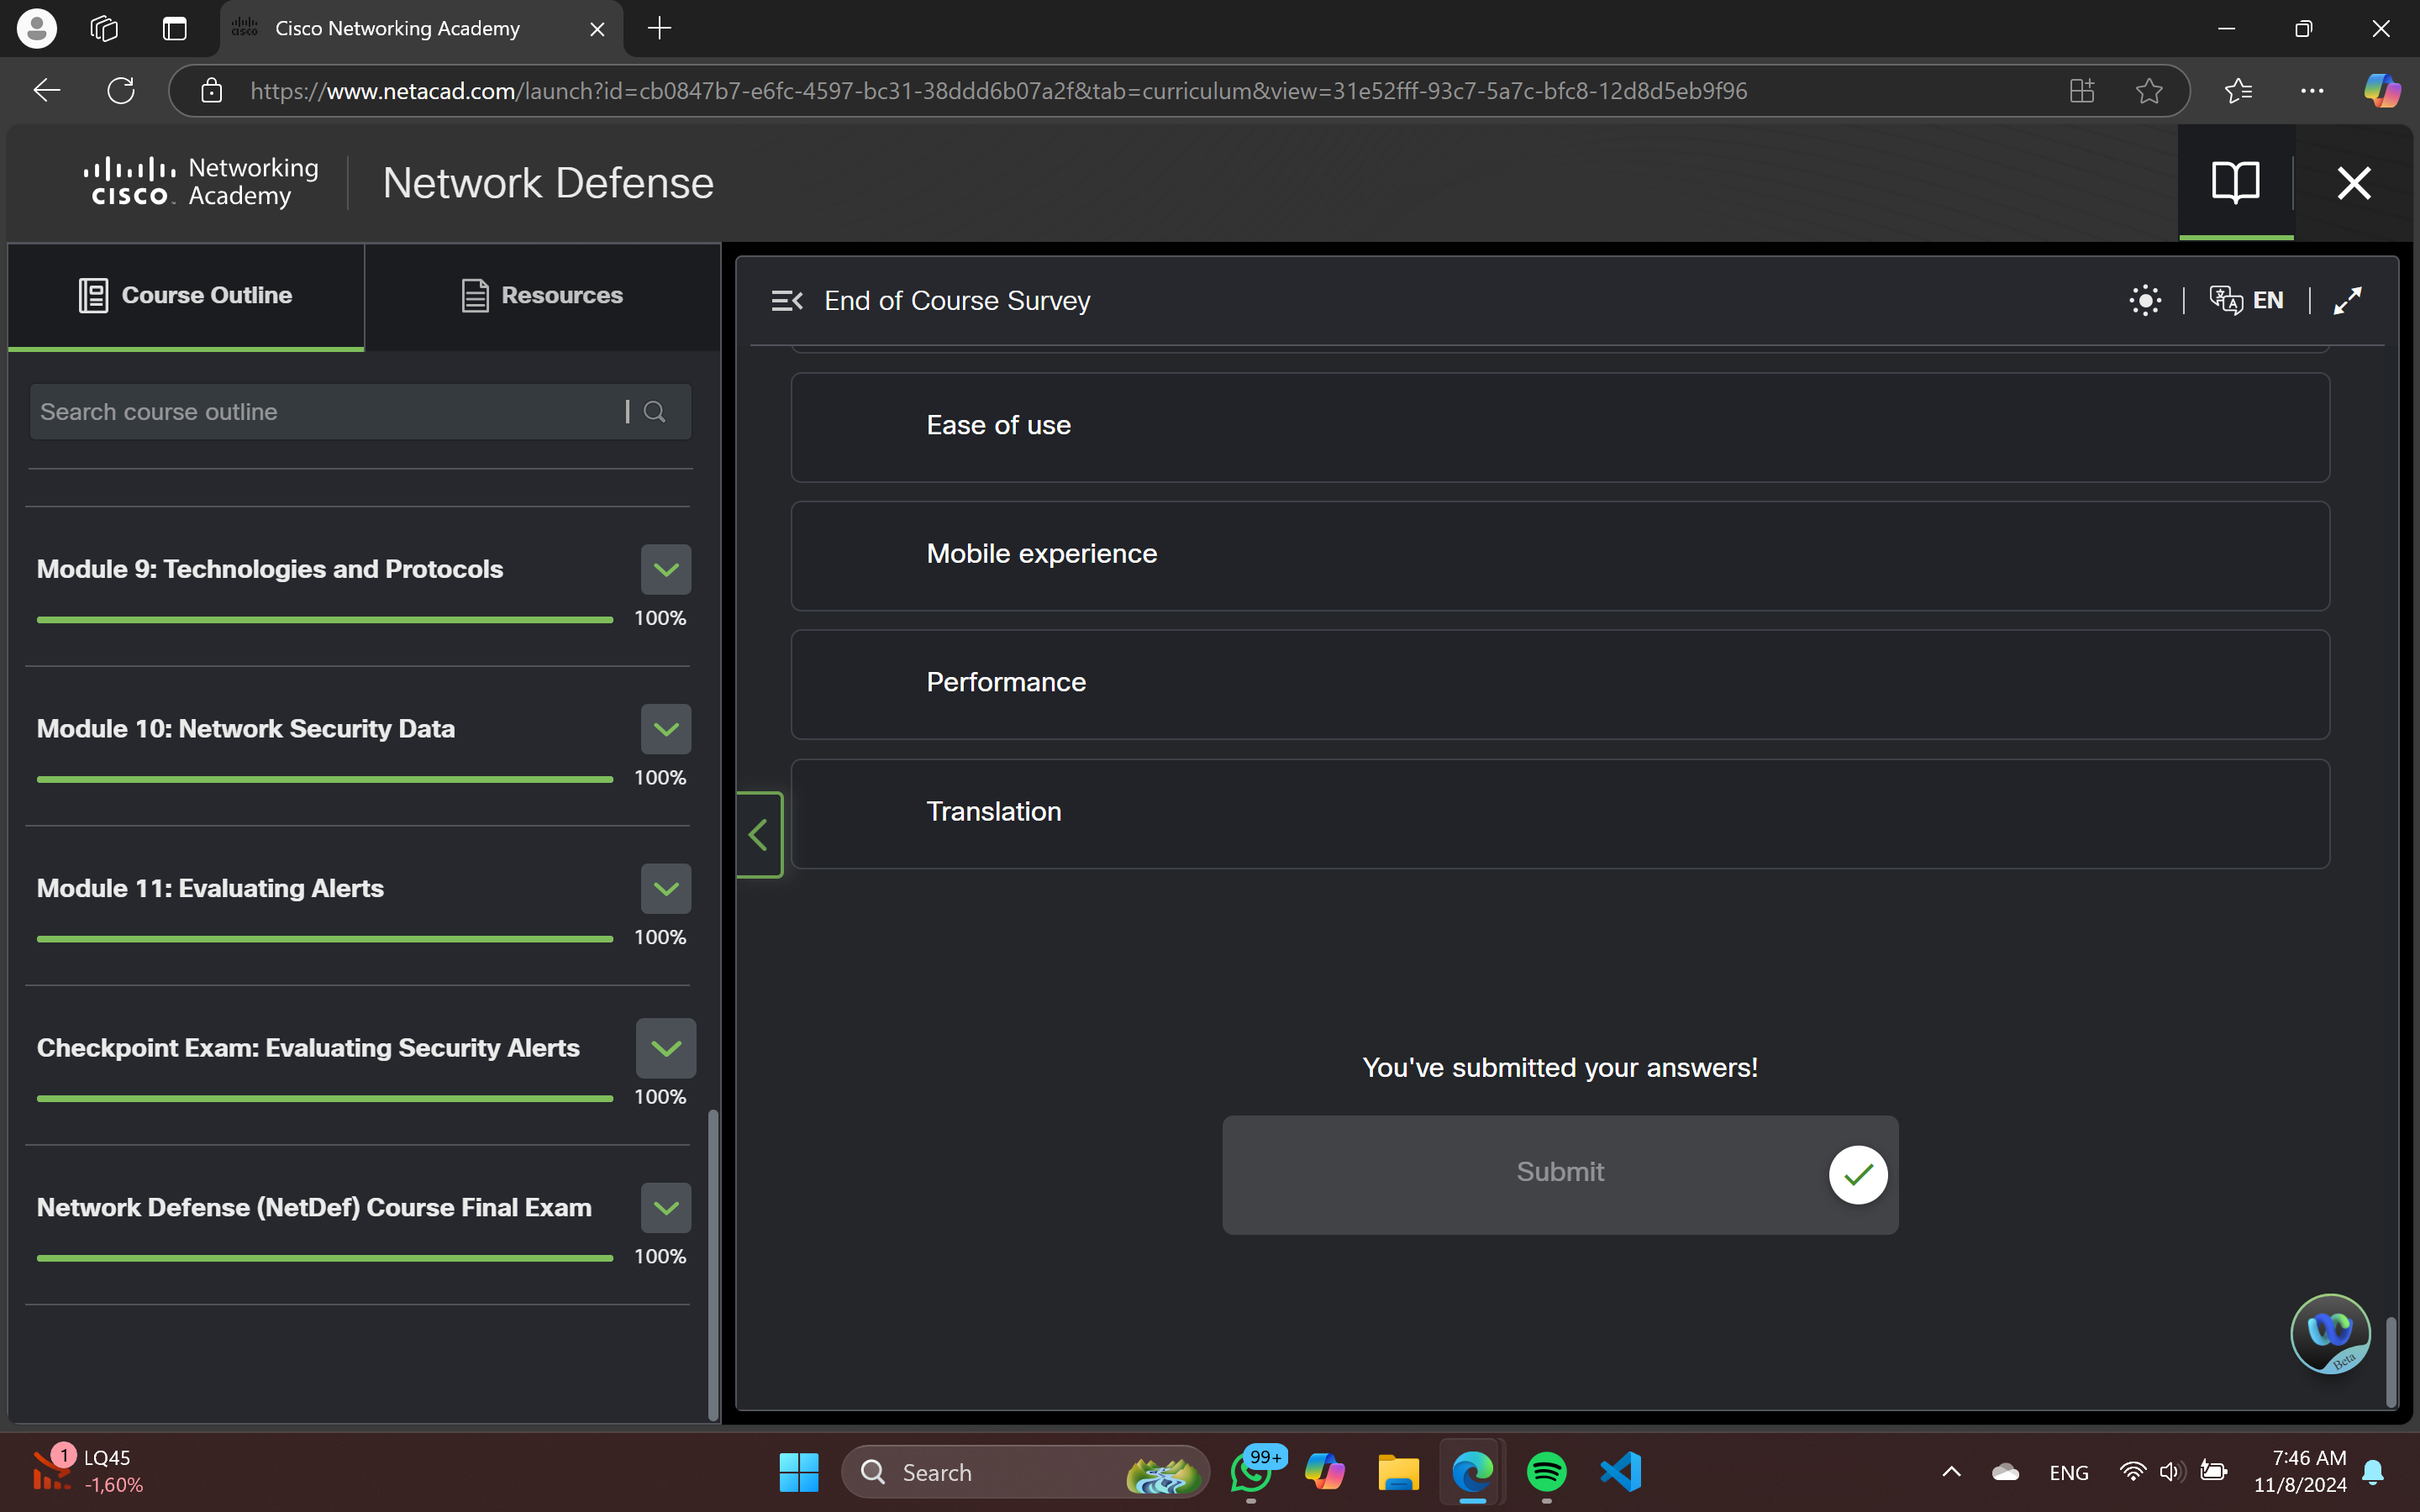 Cisco Networking Academy
https://www.netacad.com/launch?id=cb0847b7-e6fc-4597-bc31-38ddd6b07a2f&tab=curriculum&view=31e52fff-93c7-5a7c-bfc8-12d8d5eb9f96
CISCO Networking Academy
Network Defense
Course Outline
Resources
Search course outline
Module 9: Technologies and Protocols
100%
Module 10: Network Security Data
100%
Module 11: Evaluating Alerts
100%
Checkpoint Exam: Evaluating Security Alerts
100%
Network Defense (NetDef) Course Final Exam
100%
End of Course Survey
EN
Ease of use
Mobile experience
Performance
Translation
You've submitted your answers!
Submit
Beta
1
LQ45
-1,60%
Search
99+
ENG
7:46 AM
11/8/2024